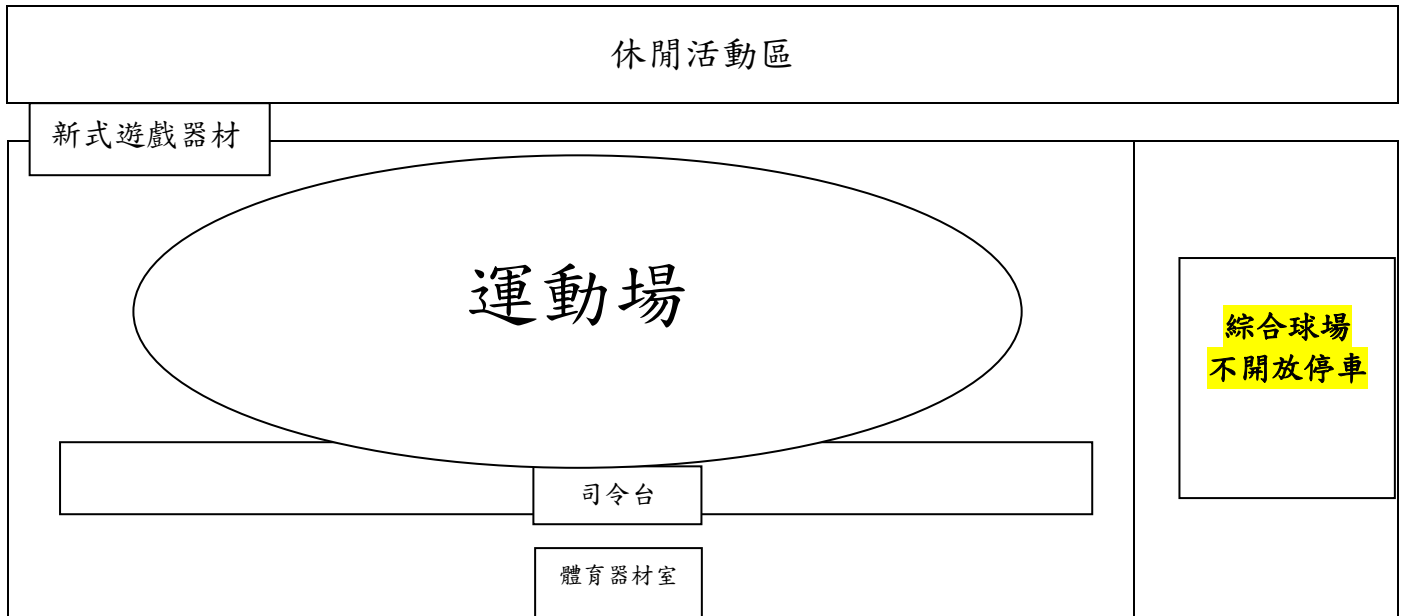 休閒活動區
新式遊戲器材
運動場
綜合球場
不開放停車
司令台
體育器材室